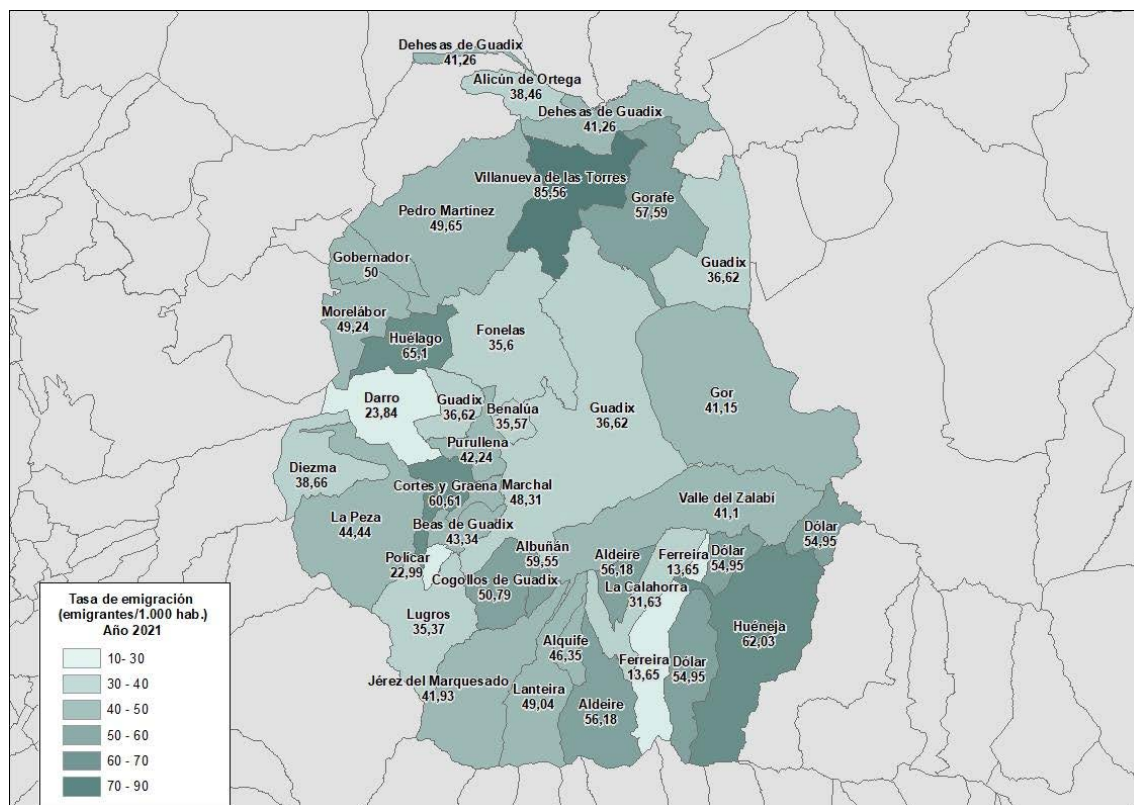 Dehesas de Guadix
41,26
Alicún de Ortega
38,46
Dehesas de Guadix
41,26
Villanueva de las Torres
85,56
Gorafe
57,59
Pedro Martínez
49,65
Guadix
36,62
Gobernador
50
Morelábor
49,24
Huélago
65,1
Fonelas
35,6
Gor
41,15
Darro
23,84
Guadix
36,62
Benalúa
35,57
Guadix
36,62
Purullena
42,24
Diezma
38,66
Cortes y Graena
60,61
Marchal
48,31
Valle del Zalabí
41,1
La Peza
44,44
Beas de Guadix
43,34
Dólar
54,95
Policar
22,99
Albuñán
59,55
Aldeire
56,18
Ferreira
13,65
Dólar
54,95
Cogollos de Guadix
50,79
La Calahorra
31,63
Lugros
35,37
Huéneja
62,03
Alquife
46,35
Ferreira
13,65
Dólar
54,95
Jérez del Marquesado
41,93
Lanteira
49,04
Aldeire
56,18
Tasa de emigración
(emigrantes/1.000 hab.)
Año 2021
10- 30
30 - 40
40 - 50
50 - 60
60 - 70
70 - 90